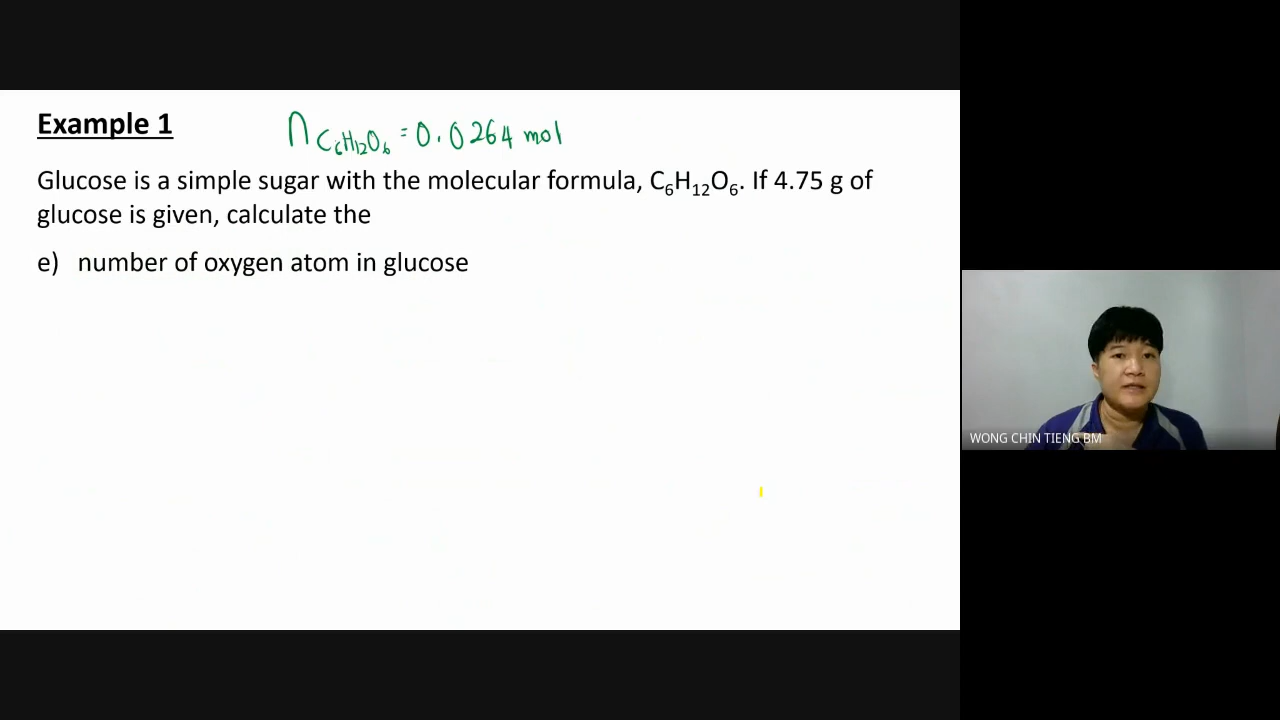 Example 1
n C₆H₁₂O₆ = 0.0264 mol
Glucose is a simple sugar with the molecular formula, C₆H₁₂O₆. If 4.75 g of
glucose is given, calculate the
e) number of oxygen atom in glucose
WONG CHIN TIENG BM